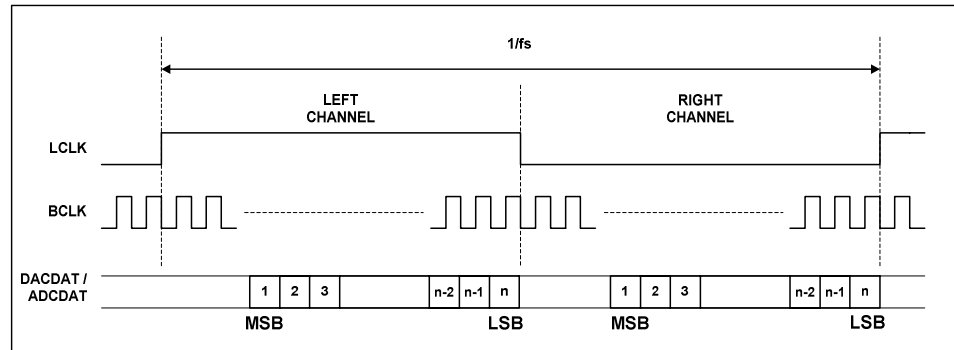 1/fs
LEFT
CHANNEL
RIGHT
CHANNEL
LCLK
BCLK
DACDAT /
ADCDAT
1 2 3 n-2 n-1 n 1 2 3 n-2 n-1 n
MSB LSB MSB LSB